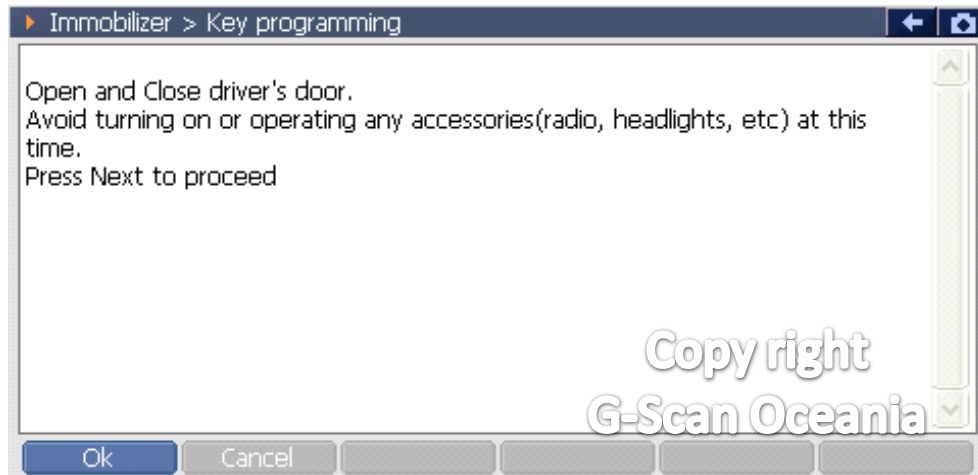 Immobilizer > Key programming
Open and Close driver's door.
Avoid turning on or operating any accessories(radio, headlights, etc) at this
time.
Press Next to proceed
Copy right
G-Scan Oceania
Ok
Cancel